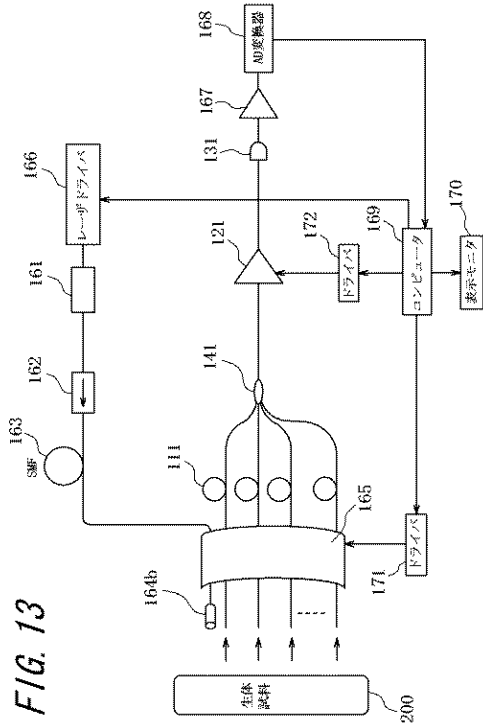 FIG. 13
生体
試料
200
164b
165
111
141
SMF
163
162
161
レーザドライバ
166
121
131
167
AD変換器
168
ドライバ
172
コンピュータ
169
表示モニタ
170
ドライバ
171